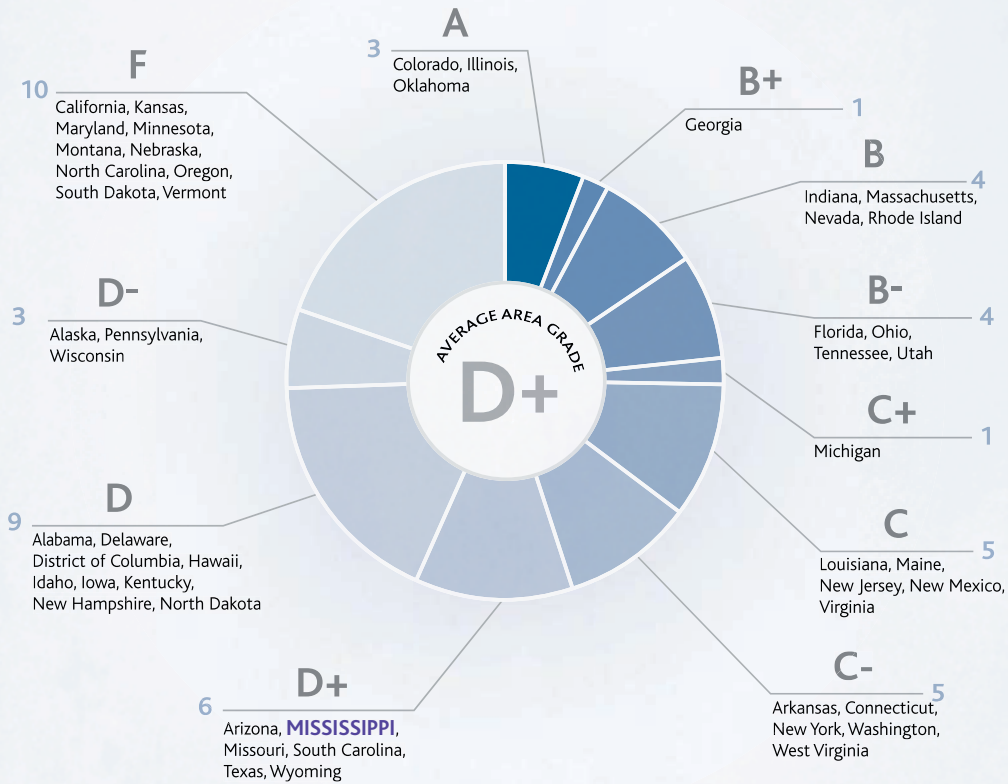 A
3
Colorado, Illinois,
Oklahoma
B+
1
Georgia
B
4
Indiana, Massachusetts,
Nevada, Rhode Island
B-
4
Florida, Ohio,
Tennessee, Utah
C+
1
Michigan
C
5
Louisiana, Maine,
New Jersey, New Mexico,
Virginia
C-
5
Arkansas, Connecticut,
New York, Washington,
West Virginia
D+
6
Arizona, MISSISSIPPI,
Missouri, South Carolina,
Texas, Wyoming
D
9
Alabama, Delaware,
District of Columbia, Hawaii,
Idaho, Iowa, Kentucky,
New Hampshire, North Dakota
D-
3
Alaska, Pennsylvania,
Wisconsin
F
10
California, Kansas,
Maryland, Minnesota,
Montana, Nebraska,
North Carolina, Oregon,
South Dakota, Vermont
AVERAGE AREA GRADE
D+